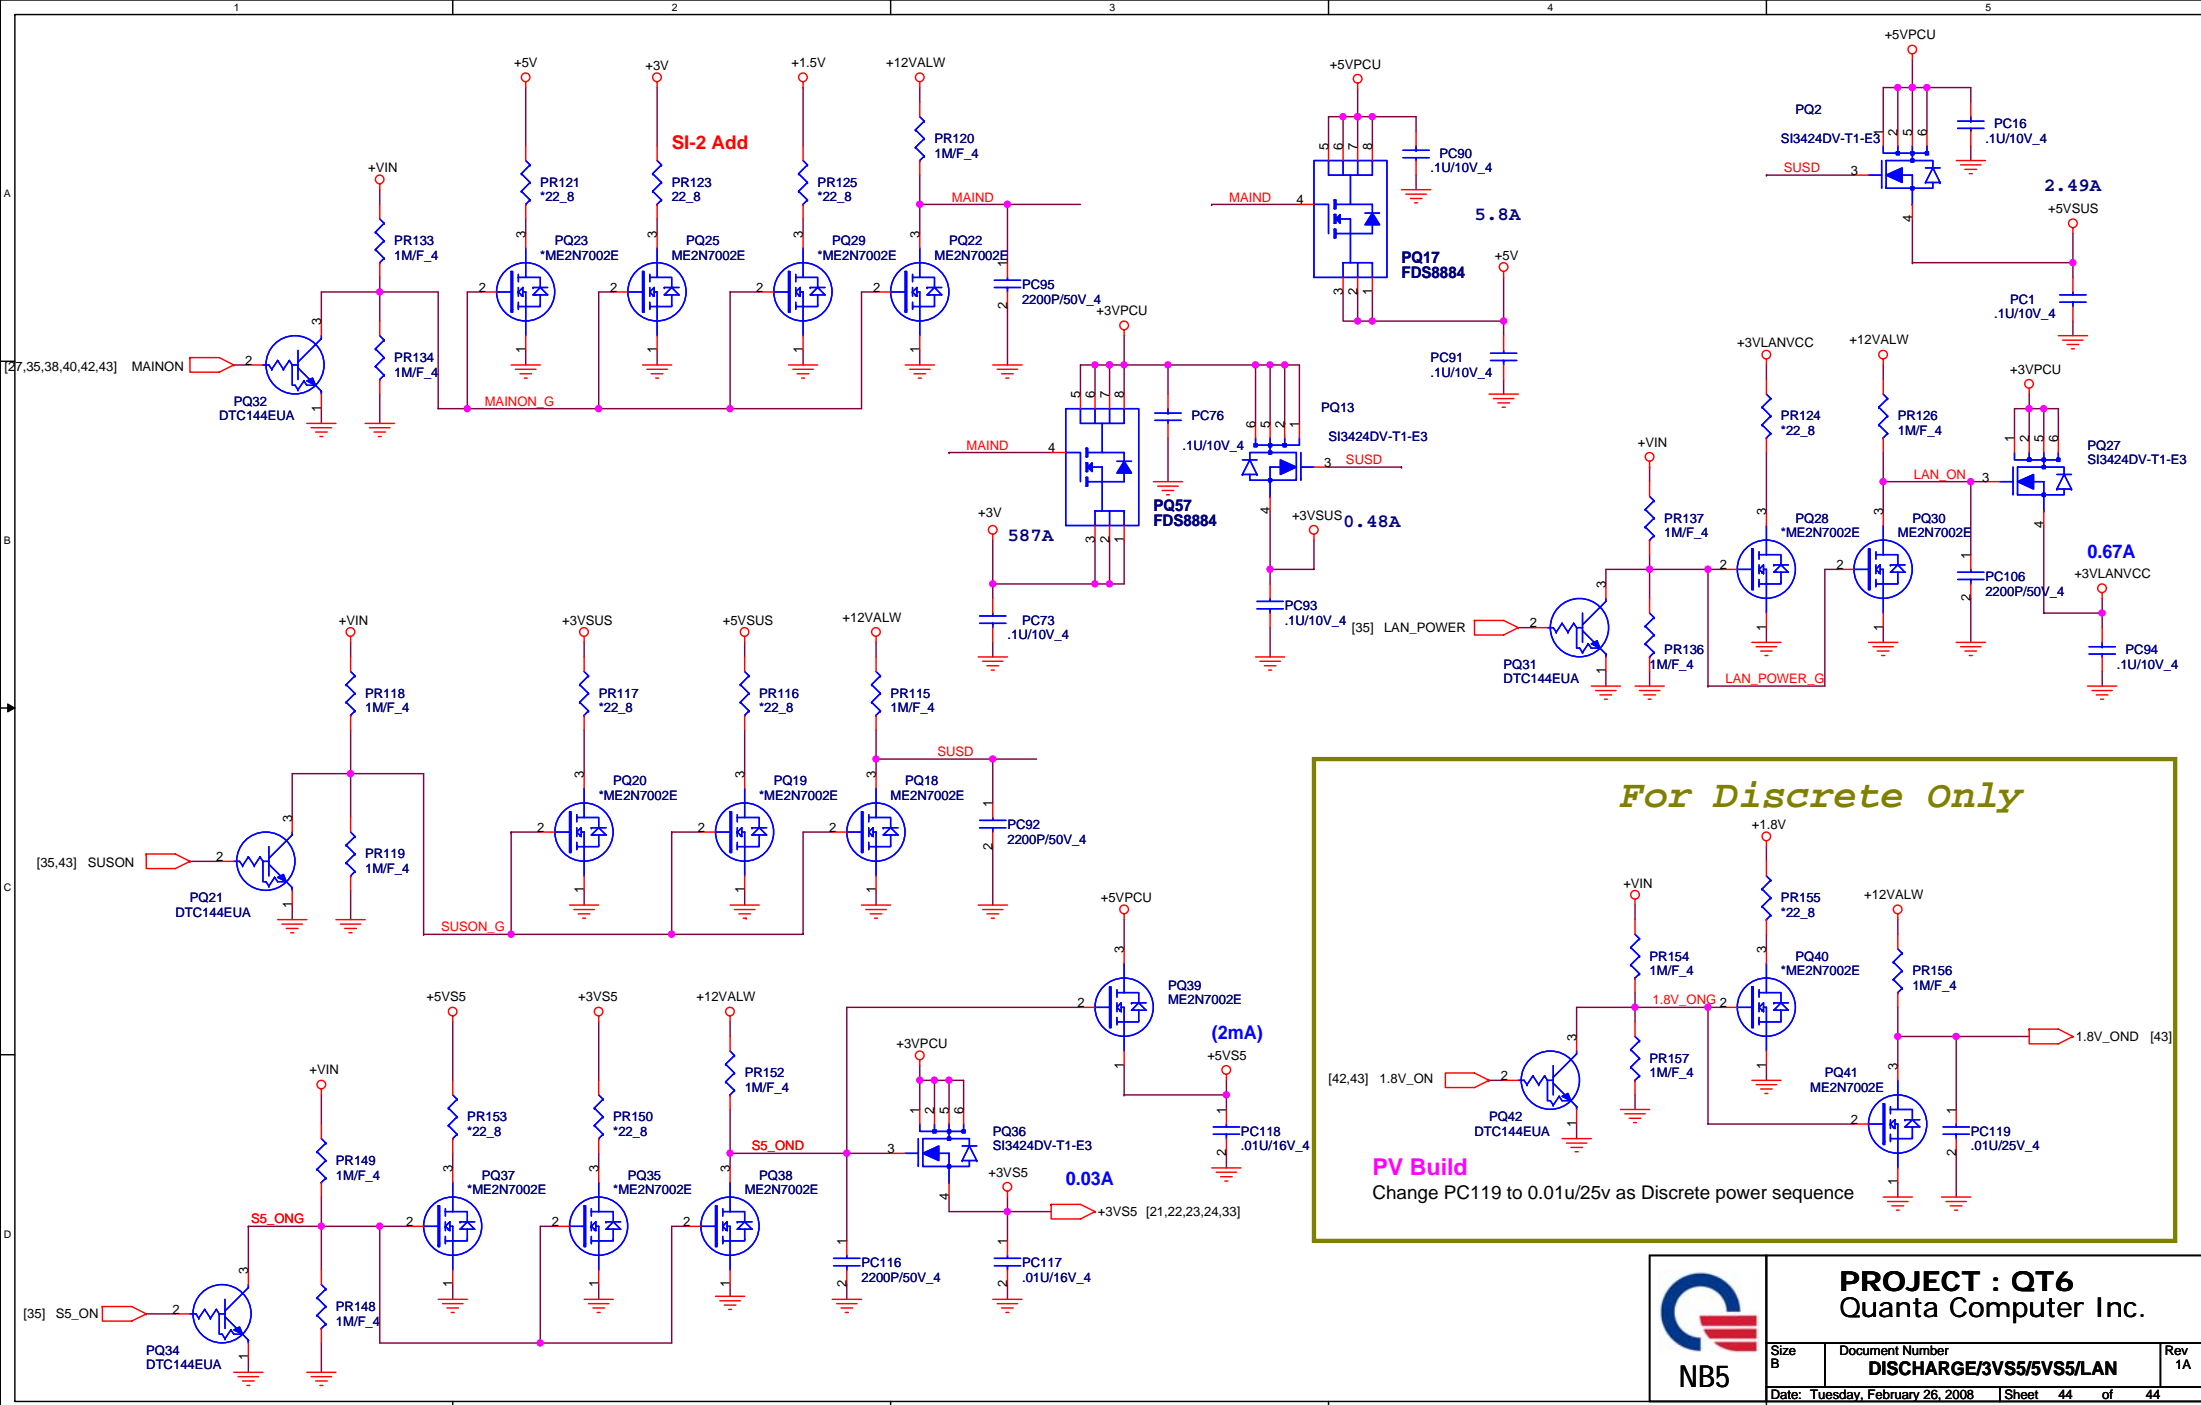 1 2 3 4 5
A
B
C
D
+5V
+3V
+1.5V
+12VALW
SI-2 Add
+VIN
PR133
1M/F_4
PR134
1M/F_4
PR121
*22_8
PR123
22_8
PR125
*22_8
PR120
1M/F_4
PQ23
*ME2N7002E
PQ25
ME2N7002E
PQ29
*ME2N7002E
PQ22
ME2N7002E
MAIND
PC95
2200P/50V_4
[27,35,38,40,42,43] MAINON
PQ32
DTC144EUA
MAINON_G
+5VPCU
PC90
.1U/10V_4
MAIND
5.8A
PQ17
FDS8884
+5V
PC91
.1U/10V_4
+5VPCU
PQ2
SI3424DV-T1-E3
PC16
.1U/10V_4
SUSD
2.49A
+5VSUS
PC1
.1U/10V_4
+3VPCU
MAIND
PC76
.1U/10V_4
PQ57
FDS8884
+3V
587A
PC73
.1U/10V_4
PQ13
SI3424DV-T1-E3
SUSD
+3VSUS
0.48A
PC93
.1U/10V_4
+3VLANVCC
+12VALW
+3VPCU
PR124
*22_8
PR126
1M/F_4
PQ27
SI3424DV-T1-E3
+VIN
LAN_ON
PR137
1M/F_4
PQ28
*ME2N7002E
PQ30
ME2N7002E
0.67A
+3VLANVCC
PC106
2200P/50V_4
[35] LAN_POWER
PQ31
DTC144EUA
PR136
1M/F_4
LAN_POWER_G
PC94
.1U/10V_4
+VIN
+3VSUS
+5VSUS
+12VALW
PR118
1M/F_4
PR117
*22_8
PR116
*22_8
PR115
1M/F_4
SUSD
PQ20
*ME2N7002E
PQ19
*ME2N7002E
PQ18
ME2N7002E
PC92
2200P/50V_4
[35,43] SUSON
PQ21
DTC144EUA
PR119
1M/F_4
SUSON_G
+5VS5
+3VS5
+12VALW
+VIN
PR153
*22_8
PR150
*22_8
PR152
1M/F_4
PR149
1M/F_4
PQ37
*ME2N7002E
PQ35
*ME2N7002E
PQ38
ME2N7002E
S5_OND
S5_ONG
[35] S5_ON
PQ34
DTC144EUA
PR148
1M/F_4
+5VPCU
PQ39
ME2N7002E
(2mA)
+5VS5
PC118
.01U/16V_4
+3VPCU
PQ36
SI3424DV-T1-E3
0.03A
+3VS5
+3VS5 [21,22,23,24,33]
PC116
2200P/50V_4
PC117
.01U/16V_4
For Discrete Only
+1.8V
+VIN
+12VALW
PR155
*22_8
PR154
1M/F_4
PQ40
*ME2N7002E
PR156
1M/F_4
1.8V_ONG
1.8V_OND [43]
[42,43] 1.8V_ON
PR157
1M/F_4
PQ41
ME2N7002E
PQ42
DTC144EUA
PC119
.01U/25V_4
PV Build
Change PC119 to 0.01u/25v as Discrete power sequence
NB5
PROJECT : QT6
Quanta Computer Inc.
Size
B
Document Number
DISCHARGE/3VS5/5VS5/LAN
Rev
1A
Date: Tuesday, February 26, 2008
Sheet 44 of 44